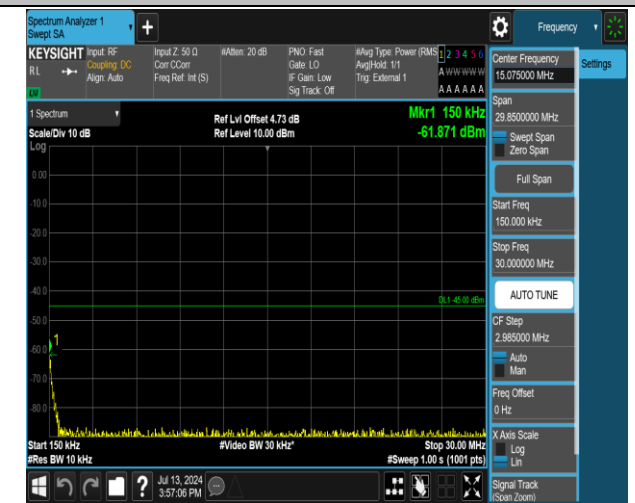 Spectrum Analyzer 1
Swept SA
Frequency
KEYSIGHT
RL
Input: RF
Coupling: DC
Align: Auto
Input Z: 50 Ω
Corr CCorr
Freq Ref: Int (S)
#Atten: 20 dB
PNO: Fast
Gate: LO
IF Gain: Low
Sig Track: Off
#Avg Type: Power (RMS
Avg|Hold: 1/1
Trig: External 1
1 2 3 4 5 6
A W W W W W
A A A A A A
Center Frequency
15.075000 MHz
Settings
Span
29.8500000 MHz
Swept Span
Zero Span
Full Span
Start Freq
150.000 kHz
Stop Freq
30.000000 MHz
AUTO TUNE
CF Step
2.985000 MHz
Auto
Man
Freq Offset
0 Hz
X Axis Scale
Log
Lin
Signal Track
(Span Zoom)
1 Spectrum
Scale/Div 10 dB
Log
Ref Lvl Offset 4.73 dB
Ref Level 10.00 dBm
Mkr1 150 kHz
-61.871 dBm
0.00
-10.0
-20.0
-30.0
-40.0
DL1 -45.00 dBm
-50.0
1
-60.0
-70.0
-80.0
Start 150 kHz
#Video BW 30 kHz*
Stop 30.00 MHz
#Res BW 10 kHz
#Sweep 1.00 s (1001 pts)
?
Jul 13, 2024
3:57:06 PM